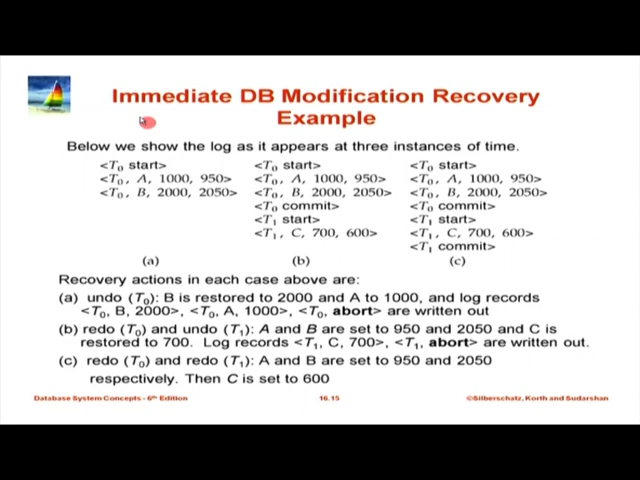 Immediate DB Modification Recovery
Example
Below we show the log as it appears at three instances of time.
<T0 start> <T0 start> <T0 start>
<T0, A, 1000, 950> <T0, A, 1000, 950> <T0, A, 1000, 950>
<T0, B, 2000, 2050> <T0, B, 2000, 2050> <T0, B, 2000, 2050>
<T0 commit> <T0 commit>
<T1 start> <T1 start>
<T1, C, 700, 600> <T1, C, 700, 600>
<T1 commit>
(a) (b) (c)
Recovery actions in each case above are:
(a) undo (T0): B is restored to 2000 and A to 1000, and log records
<T0, B, 2000>, <T0, A, 1000>, <T0, abort> are written out
(b) redo (T0) and undo (T1): A and B are set to 950 and 2050 and C is
restored to 700. Log records <T1, C, 700>, <T1, abort> are written out.
(c) redo (T0) and redo (T1): A and B are set to 950 and 2050
respectively. Then C is set to 600
Database System Concepts - 6th Edition 16.15 ©Silberschatz, Korth and Sudarshan